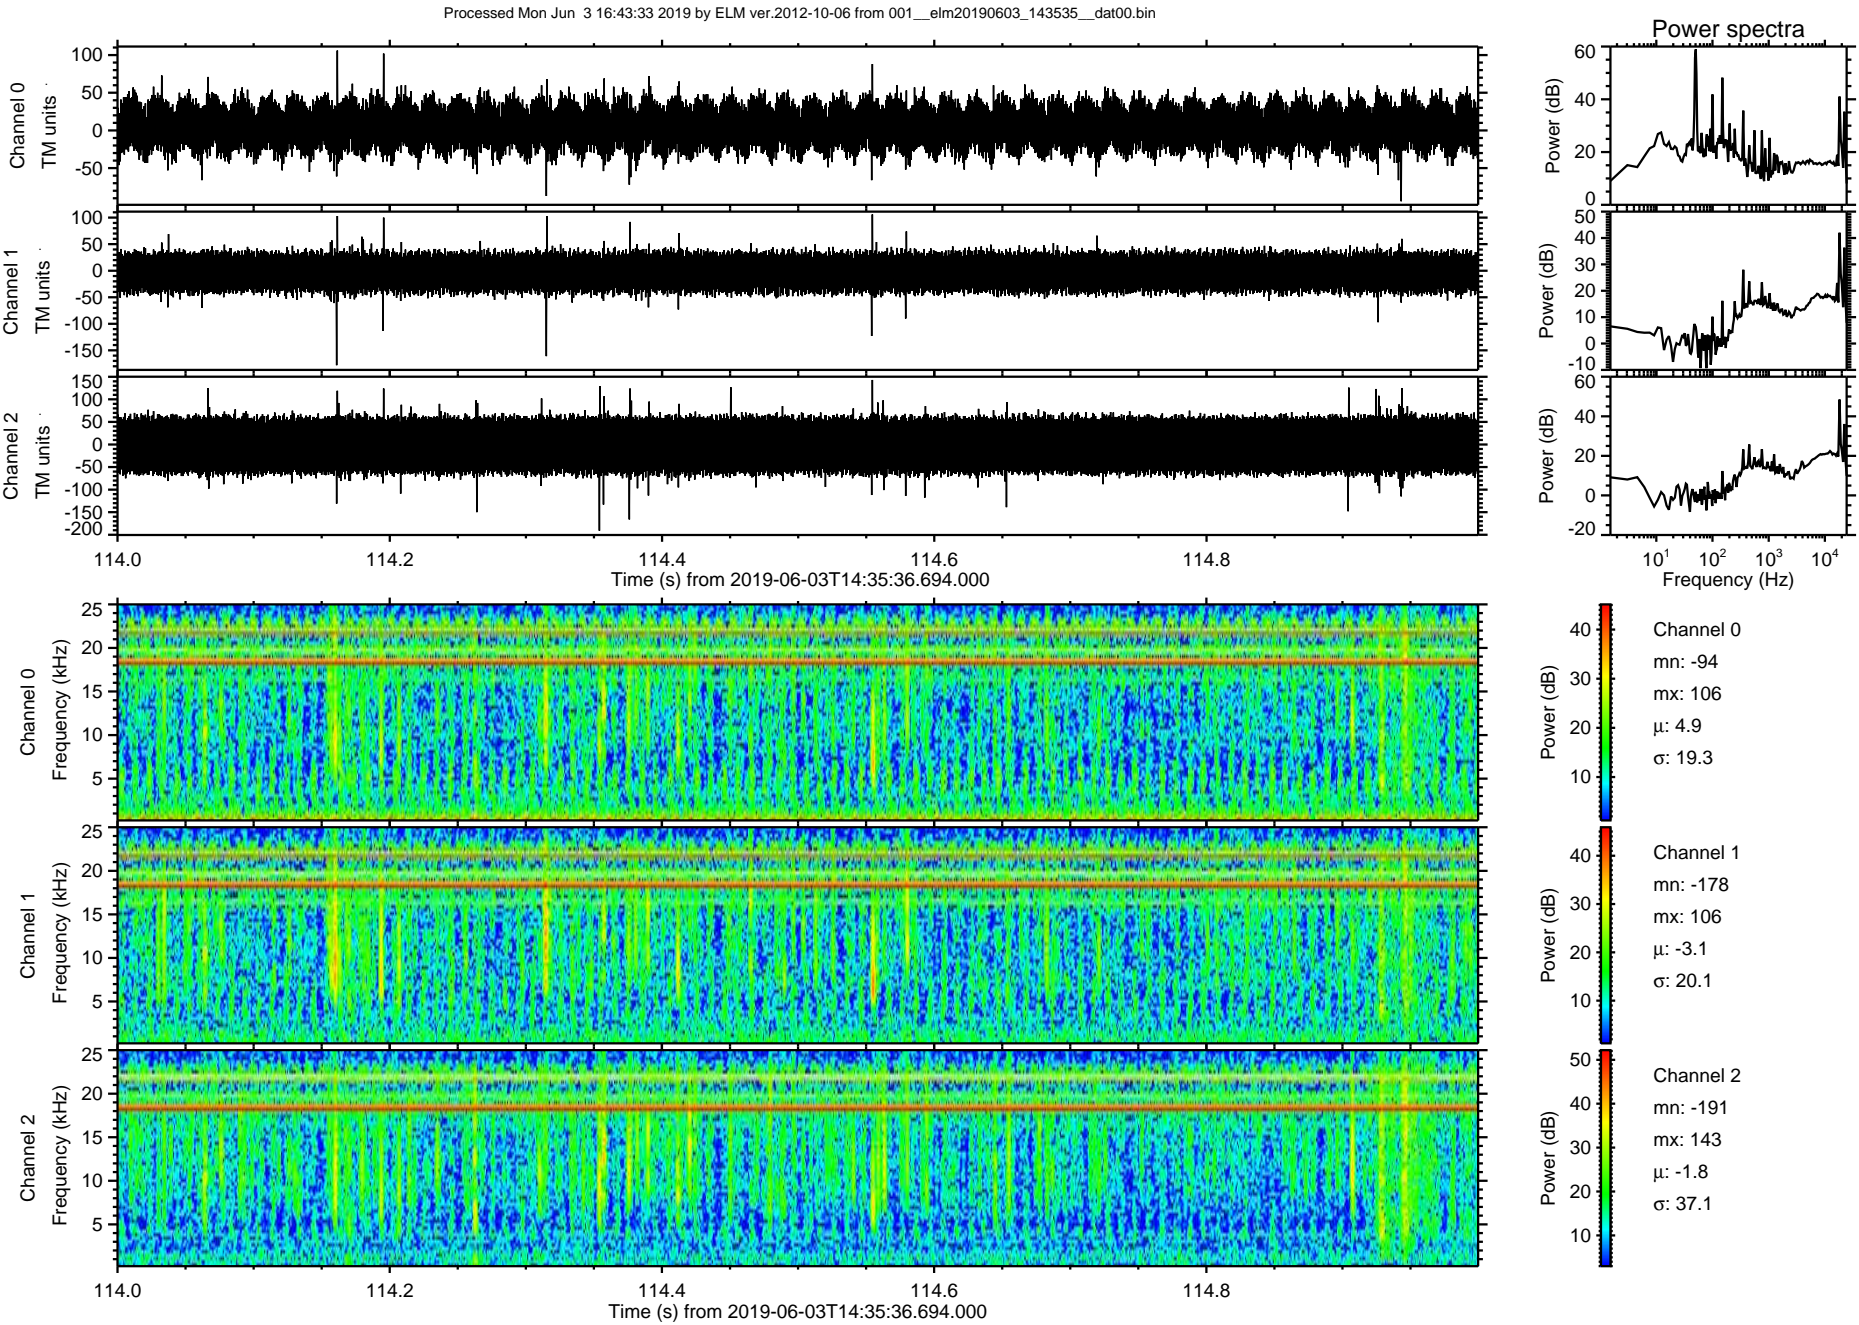 Processed Mon Jun  3 16:43:33 2019 by ELM ver.2012-10-06 from 001__elm20190603_143535__dat00.bin
Power spectra
Channel 0
TM units
100
50
0
-50
Power (dB)
60
40
20
0
Channel 1
TM units
100
50
0
-50
-100
-150
Power (dB)
50
40
30
20
10
0
-10
Channel 2
TM units
150
100
50
0
-50
-100
-150
-200
Power (dB)
60
40
20
0
-20
114.0 114.2 114.4 114.6 114.8
Time (s) from 2019-06-03T14:35:36.694.000
10^1 10^2 10^3 10^4
Frequency (Hz)
Channel 0
Frequency (kHz)
25
20
15
10
5
Power (dB)
40
30
20
10
Channel 0
mn: -94
mx: 106
μ: 4.9
σ: 19.3
Channel 1
Frequency (kHz)
25
20
15
10
5
Power (dB)
40
30
20
10
Channel 1
mn: -178
mx: 106
μ: -3.1
σ: 20.1
Channel 2
Frequency (kHz)
25
20
15
10
5
Power (dB)
50
40
30
20
10
Channel 2
mn: -191
mx: 143
μ: -1.8
σ: 37.1
114.0 114.2 114.4 114.6 114.8
Time (s) from 2019-06-03T14:35:36.694.000